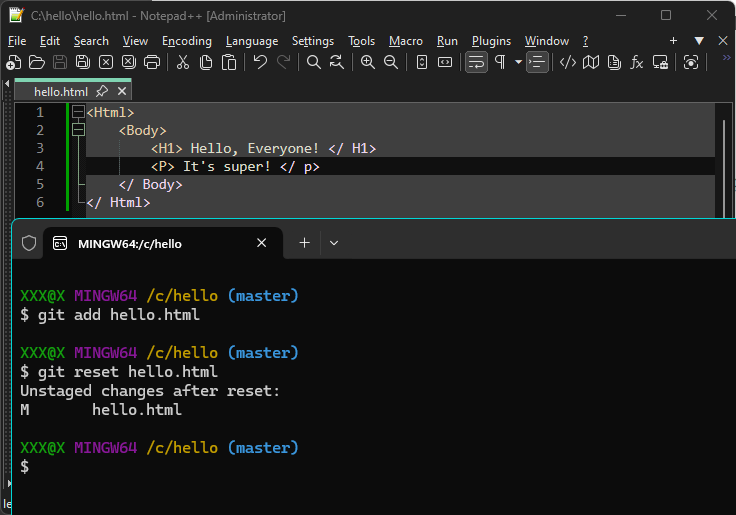 C:\hello\hello.html - Notepad++ [Administrator]
File Edit Search View Encoding Language Settings Tools Macro Run Plugins Window ?
hello.html
1 <Html>
2 <Body>
3 <H1> Hello, Everyone! </ H1>
4 <P> It's super! </ p>
5 </ Body>
6 </ Html>
MINGW64:/c/hello
XXX@X MINGW64 /c/hello (master)
$ git add hello.html
XXX@X MINGW64 /c/hello (master)
$ git reset hello.html
Unstaged changes after reset:
M hello.html
XXX@X MINGW64 /c/hello (master)
$